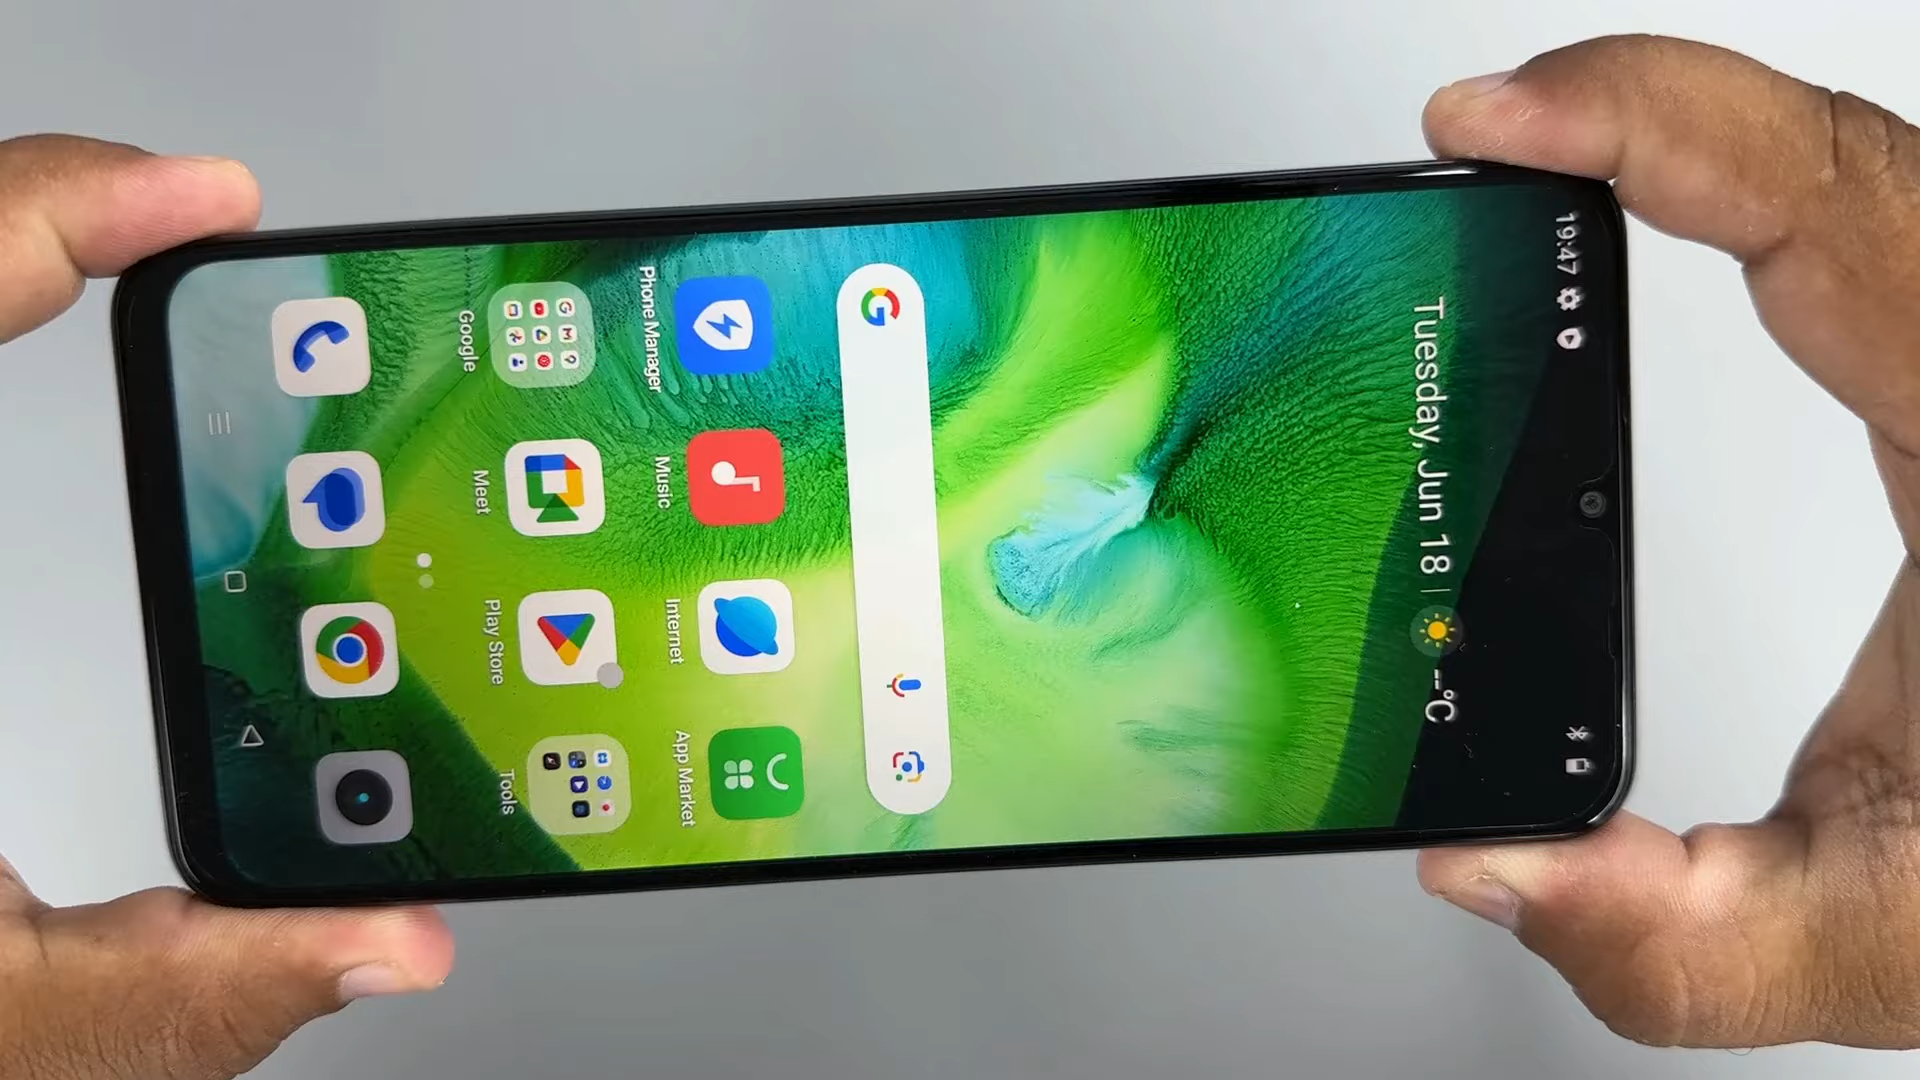 19:47
Tuesday, Jun 18 | --°C
Phone Manager
Music
Internet
App Market
Google
Meet
Play Store
Tools